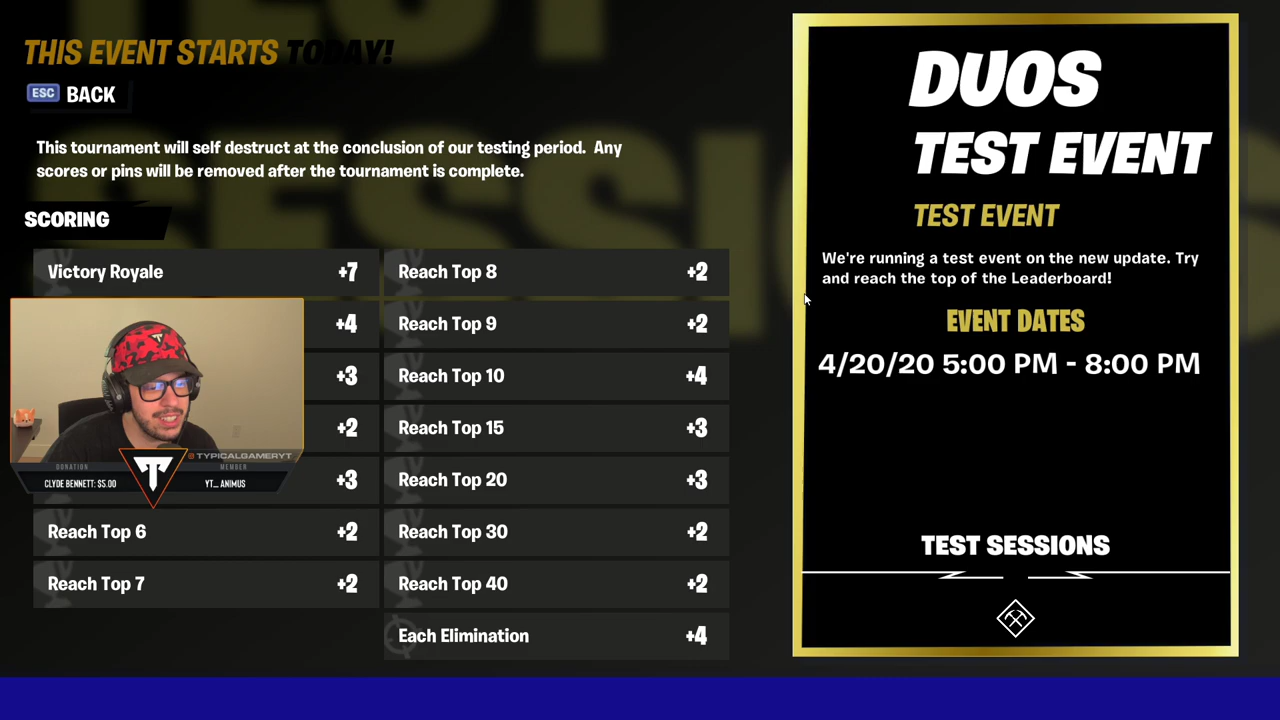 THIS EVENT STARTS TODAY!
ESC BACK
This tournament will self destruct at the conclusion of our testing period. Any
scores or pins will be removed after the tournament is complete.
SCORING
Victory Royale +7
+4
+3
+2
+3
Reach Top 6 +2
Reach Top 7 +2
Reach Top 8 +2
Reach Top 9 +2
Reach Top 10 +4
Reach Top 15 +3
Reach Top 20 +3
Reach Top 30 +2
Reach Top 40 +2
Each Elimination +4
TYPICALGAMERYT
DONATION
CLYDE BENNETT: $5.00
MEMBER
YT_ ANIMUS
DUOS
TEST EVENT
TEST EVENT
We're running a test event on the new update. Try
and reach the top of the Leaderboard!
EVENT DATES
4/20/20 5:00 PM - 8:00 PM
TEST SESSIONS